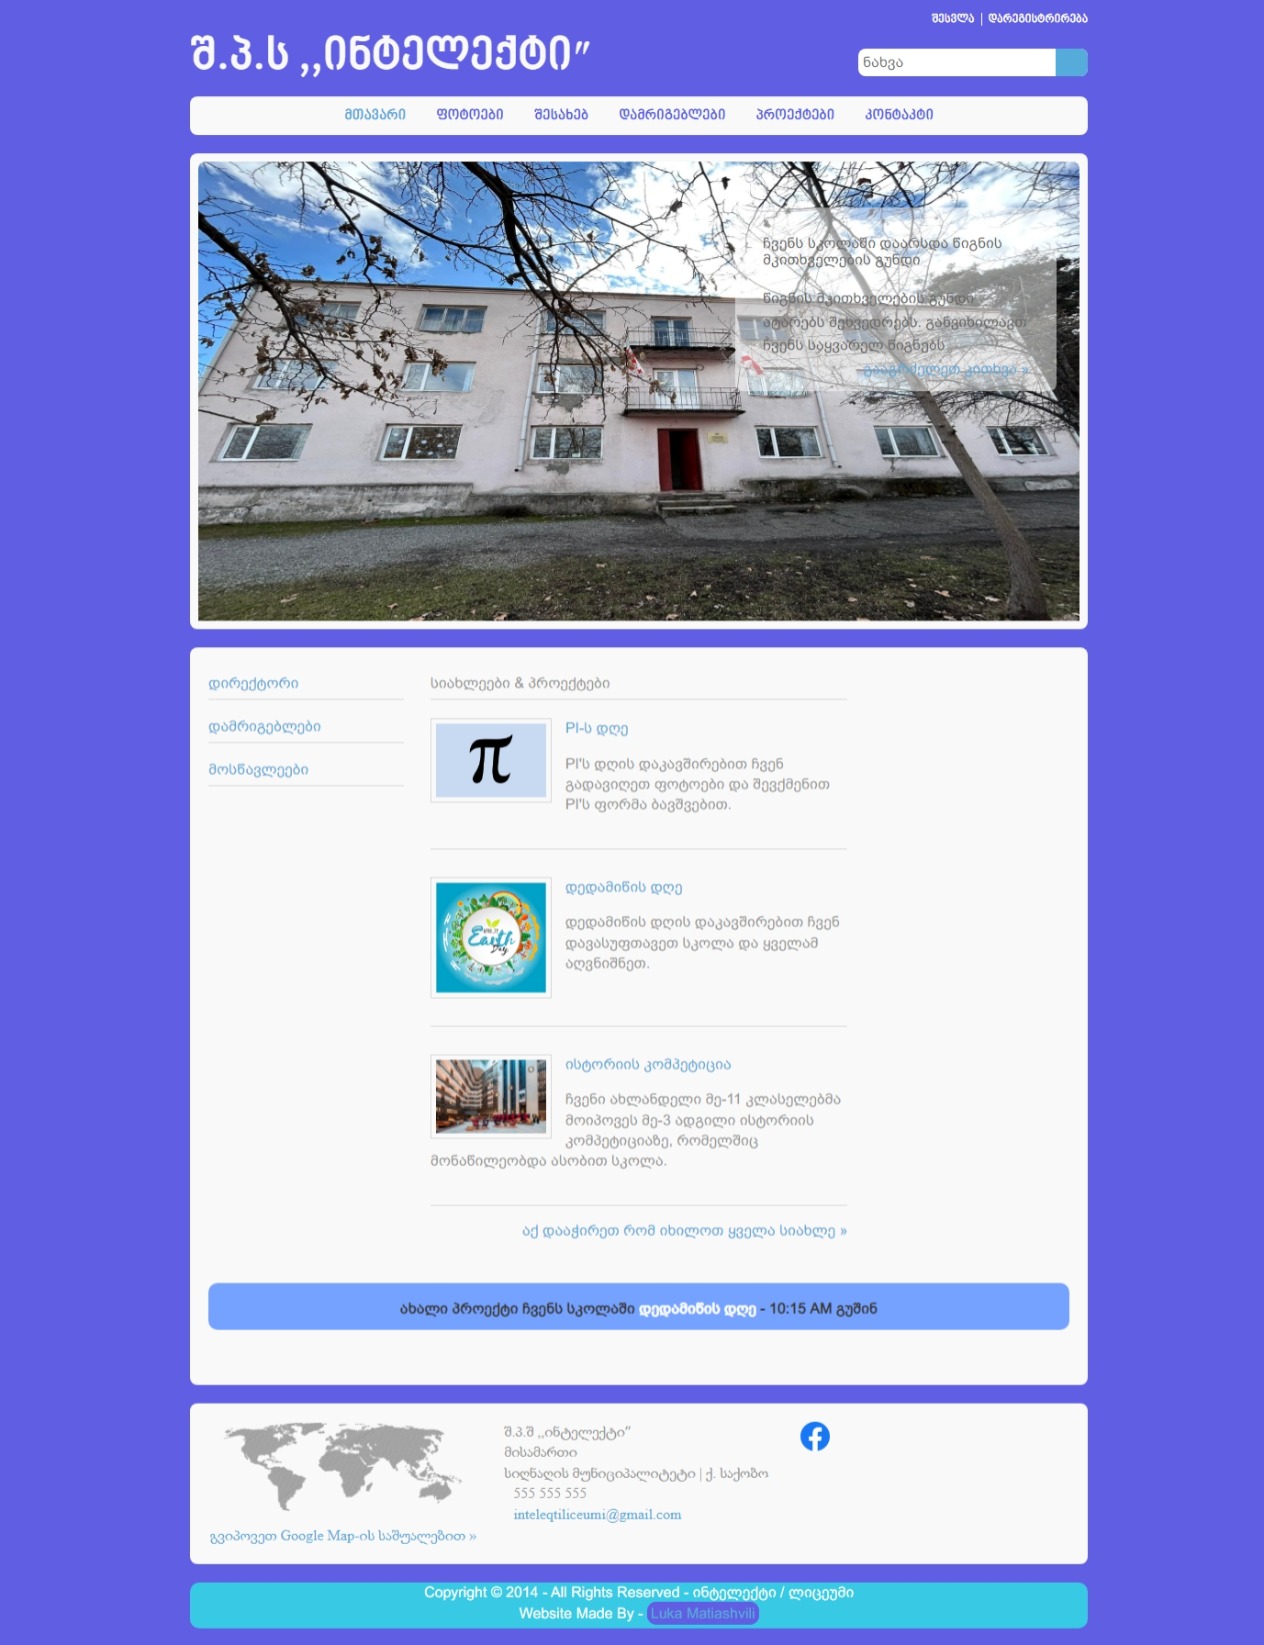 შესვლა | დარეგისტრირება
შ.პ.ს ,,ინტელექტი"
ნახვა
მთავარი ფოტოები შესახებ დამრიგებლები პროექტები კონტაქტი
ჩვენს სკოლაში დაარსდა წიგნის
მკითხველების გუნდი
წიგნის მკითხველების გუნდი
ატარებს შეხვედრებს. განვიხილავთ
ჩვენს საყვარელ წიგნებს
გააგრძელეთ კითხვა »
დირექტორი
დამრიგებლები
მოსწავლეები
სიახლეები & პროექტები
π
PI-ს დღე
PI'ს დღის დაკავშირებით ჩვენ
გადავიღეთ ფოტოები და შევქმენით
PI'ს ფორმა ბავშვებით.
Earth
Day
დედამიწის დღე
დედამიწის დღის დაკავშირებით ჩვენ
დავასუფთავეთ სკოლა და ყველამ
აღვნიშნეთ.
ისტორიის კომპეტიცია
ჩვენი ახლანდელი მე-11 კლასელებმა
მოიპოვეს მე-3 ადგილი ისტორიის
კომპეტიციაზე, რომელშიც
მონაწილეობდა ასობით სკოლა.
აქ დააჭირეთ რომ იხილოთ ყველა სიახლე »
ახალი პროექტი ჩვენს სკოლაში დედამიწის დღე - 10:15 AM გუშინ
გვიპოვეთ Google Map-ის საშუალებით »
შ.პ.შ ,,ინტელექტი"
მისამართი
სიღნაღის მუნიციპალიტეტი | ქ. საქობო
555 555 555
inteleqtiliceumi@gmail.com
Copyright © 2014 - All Rights Reserved - ინტელექტი / ლიცეუმი
Website Made By - Luka Matiashvili